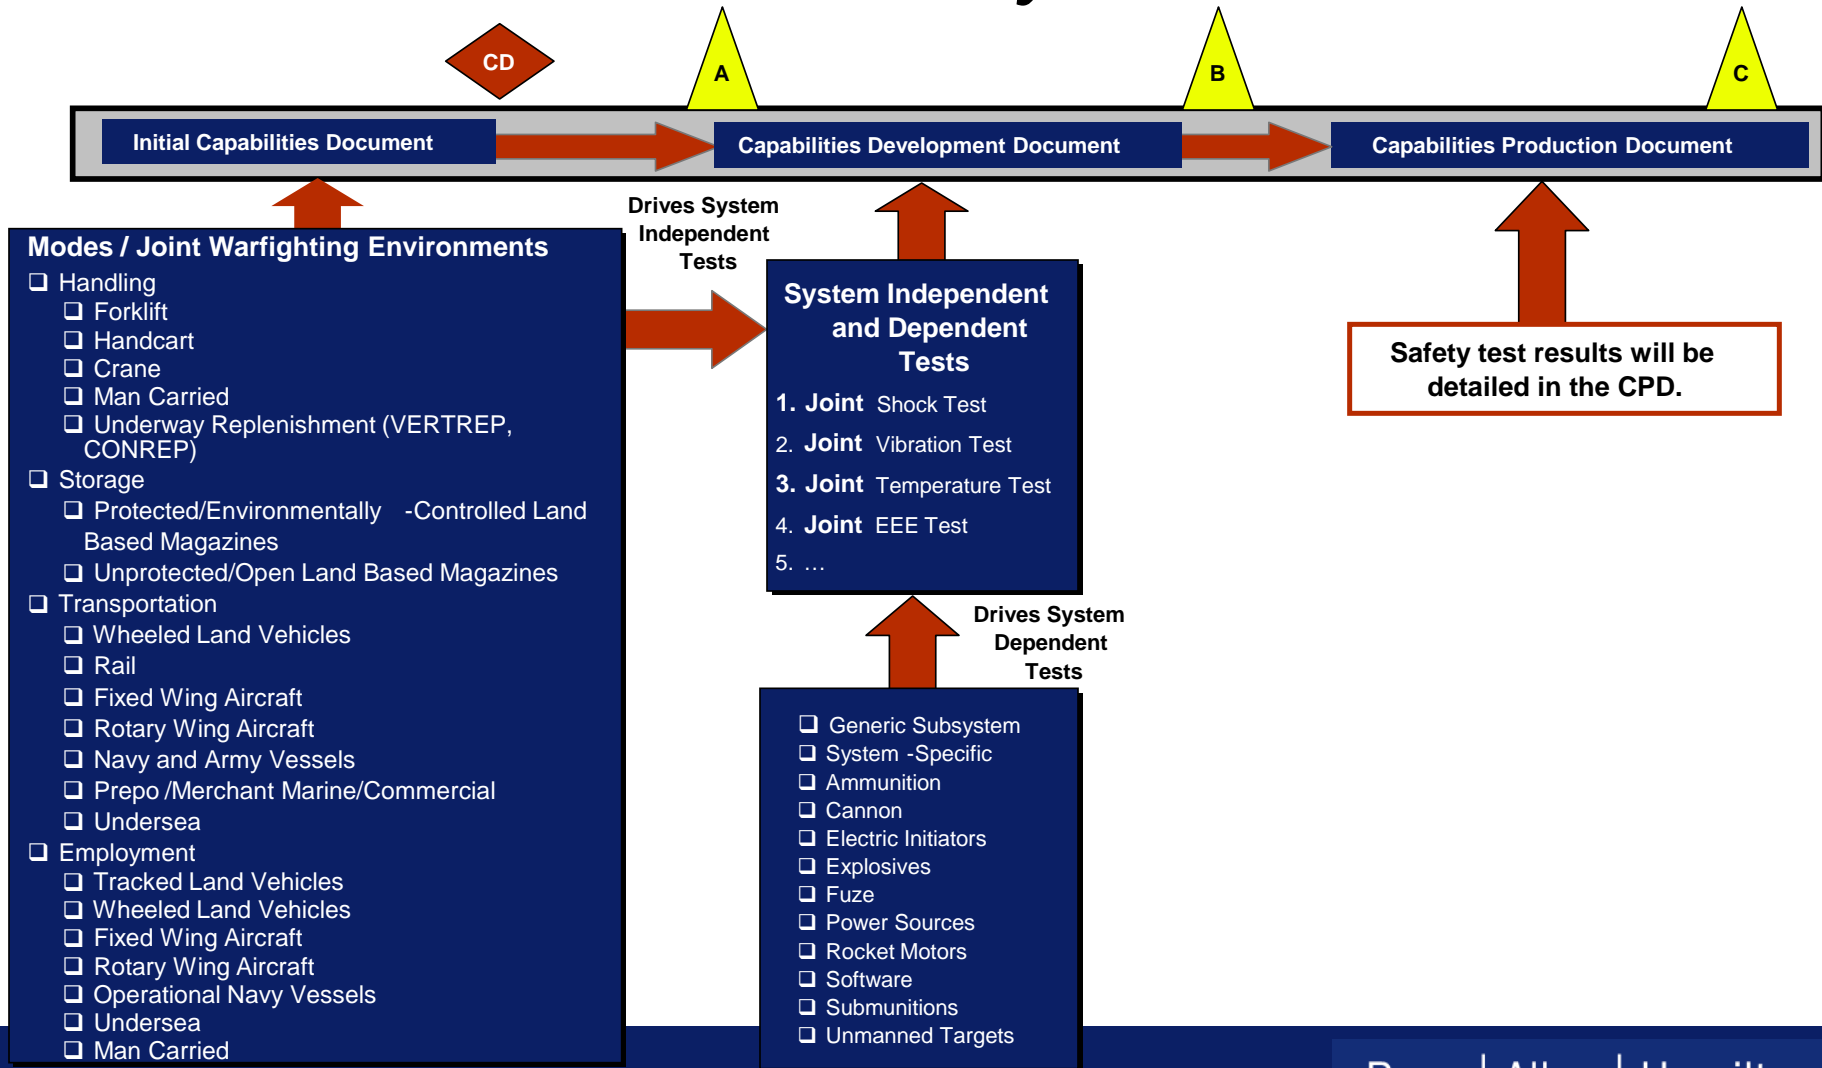 CD
A
B
C
Initial Capabilities Document
Capabilities Development Document
Capabilities Production Document
Drives System
Independent
Tests
Modes / Joint Warfighting Environments
Handling
Forklift
Handcart
Crane
Man Carried
Underway Replenishment (VERTREP,
CONREP)
Storage
Protected/Environmentally -Controlled Land
Based Magazines
Unprotected/Open Land Based Magazines
Transportation
Wheeled Land Vehicles
Rail
Fixed Wing Aircraft
Rotary Wing Aircraft
Navy and Army Vessels
Prepo /Merchant Marine/Commercial
Undersea
Employment
Tracked Land Vehicles
Wheeled Land Vehicles
Fixed Wing Aircraft
Rotary Wing Aircraft
Operational Navy Vessels
Undersea
Man Carried
System Independent
and Dependent
Tests
1. Joint Shock Test
2. Joint Vibration Test
3. Joint Temperature Test
4. Joint EEE Test
5. …
Drives System
Dependent
Tests
Generic Subsystem
System -Specific
Ammunition
Cannon
Electric Initiators
Explosives
Fuze
Power Sources
Rocket Motors
Software
Submunitions
Unmanned Targets
Safety test results will be
detailed in the CPD.